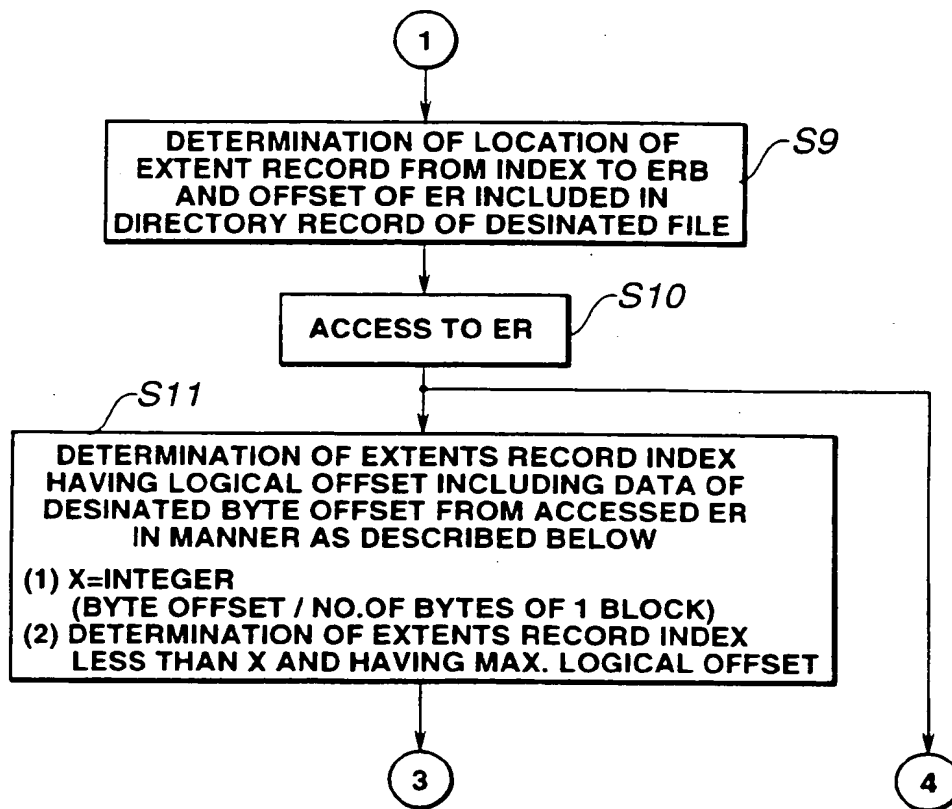 1
DETERMINATION OF LOCATION OF
EXTENT RECORD FROM INDEX TO ERB
AND OFFSET OF ER INCLUDED IN
DIRECTORY RECORD OF DESINATED FILE
S9
ACCESS TO ER
S10
S11
DETERMINATION OF EXTENTS RECORD INDEX
HAVING LOGICAL OFFSET INCLUDING DATA OF
DESINATED BYTE OFFSET FROM ACCESSED ER
IN MANNER AS DESCRIBED BELOW
(1) X=INTEGER
(BYTE OFFSET / NO.OF BYTES OF 1 BLOCK)
(2) DETERMINATION OF EXTENTS RECORD INDEX
LESS THAN X AND HAVING MAX. LOGICAL OFFSET
3
4